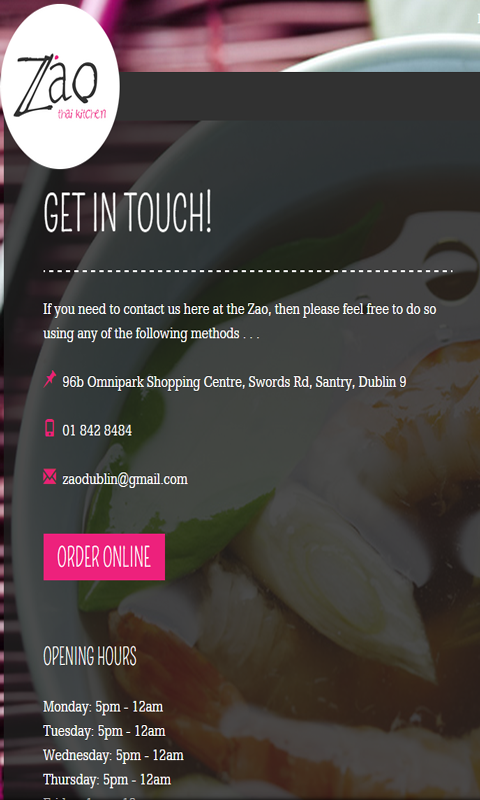 Zao
thai kitchen
GET IN TOUCH!
If you need to contact us here at the Zao, then please feel free to do so
using any of the following methods . . .
96b Omnipark Shopping Centre, Swords Rd, Santry, Dublin 9
01 842 8484
zaodublin@gmail.com
ORDER ONLINE
OPENING HOURS
Monday: 5pm - 12am
Tuesday: 5pm - 12am
Wednesday: 5pm - 12am
Thursday: 5pm - 12am